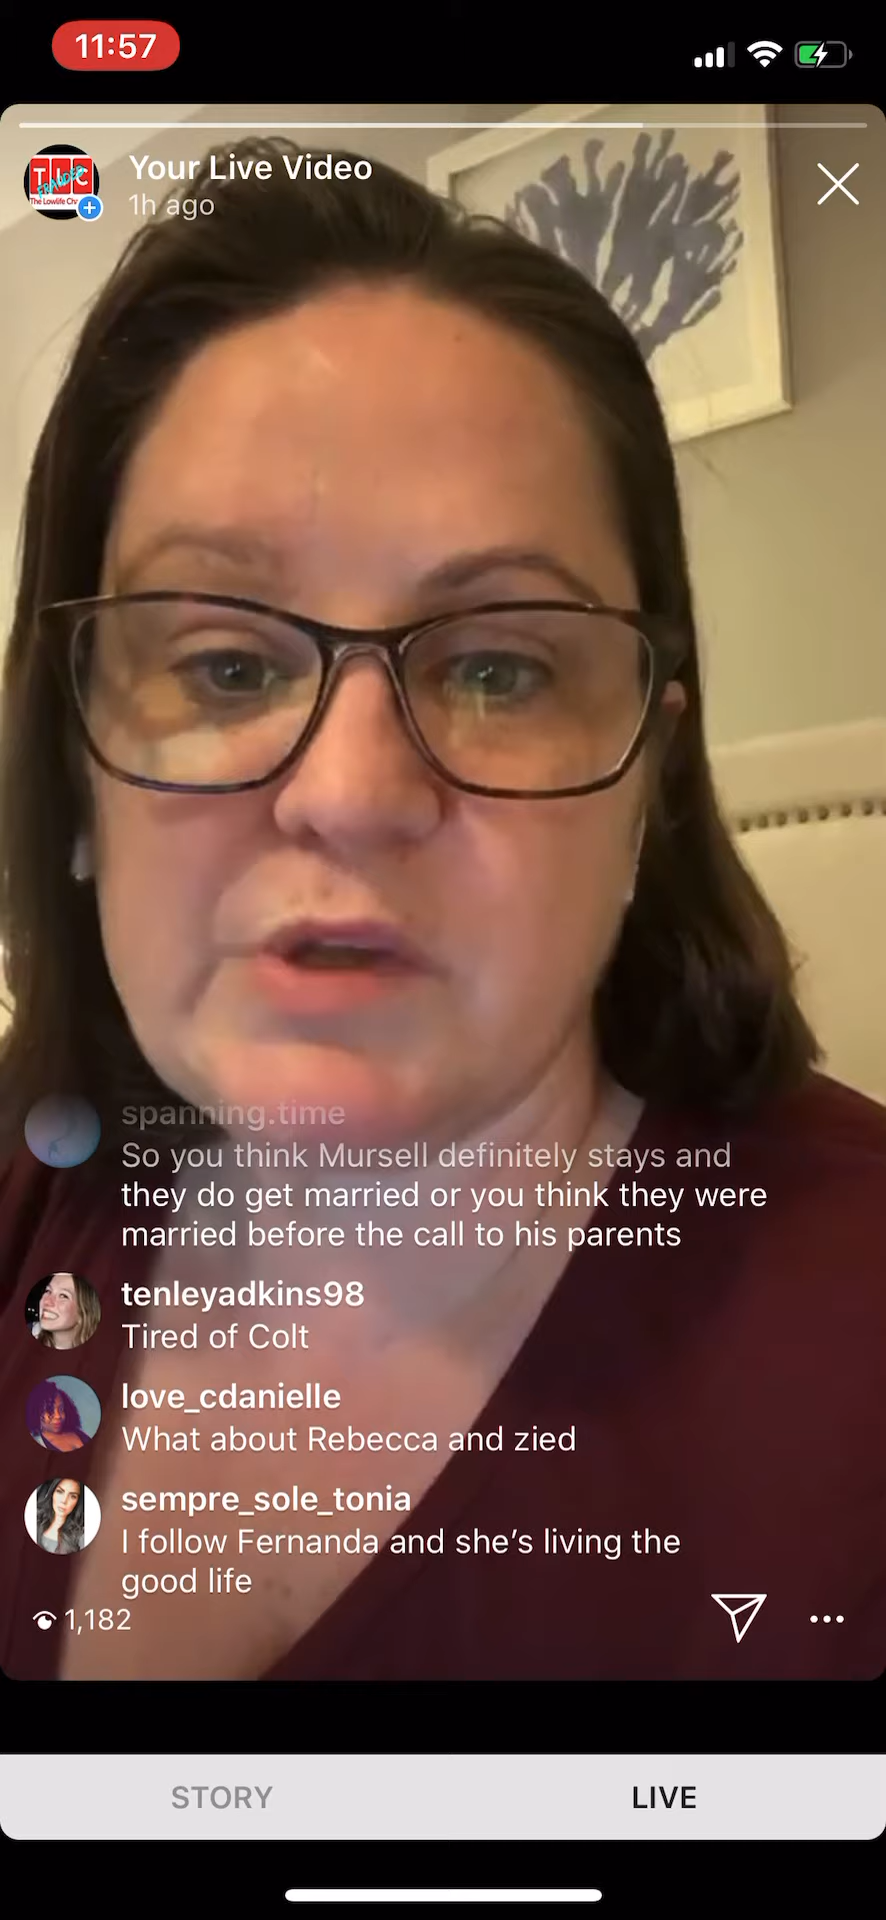 11:57
Your Live Video
1h ago
TLC
FRAUDED
spanning.time
So you think Mursell definitely stays and
they do get married or you think they were
married before the call to his parents
tenleyadkins98
Tired of Colt
love_cdanielle
What about Rebecca and zied
sempre_sole_tonia
I follow Fernanda and she’s living the
good life
1,182
STORY
LIVE